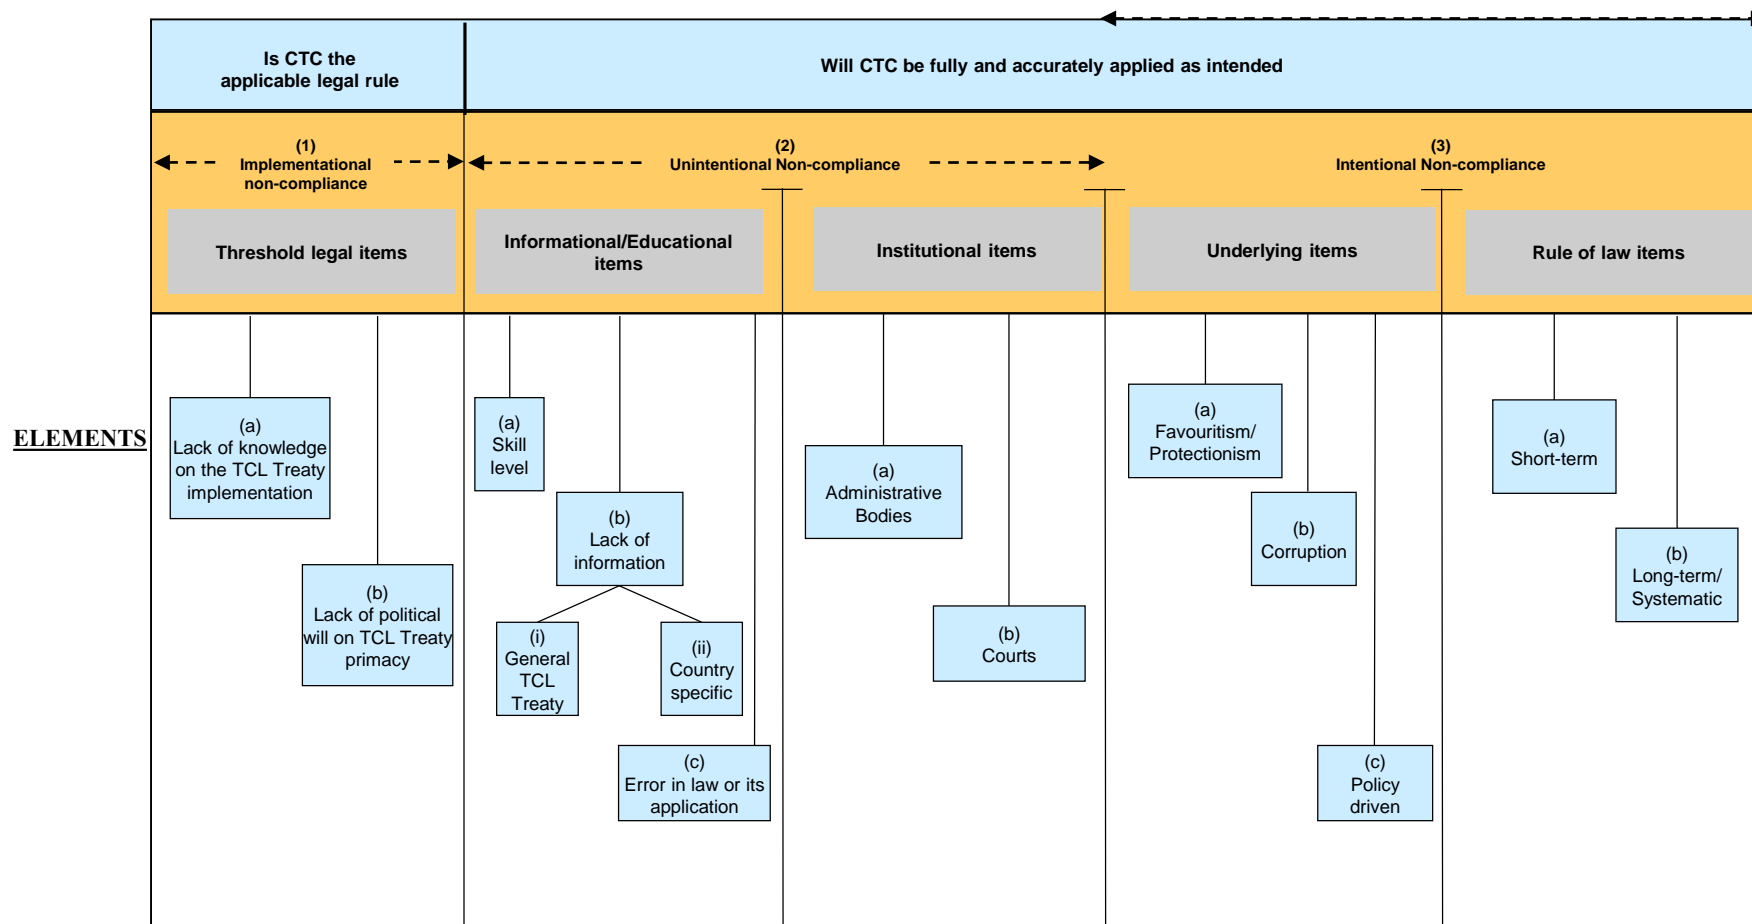 Is CTC the
applicable legal rule
Will CTC be fully and accurately applied as intended
(1)
Implementational
non-compliance
(2)
Unintentional Non-compliance
(3)
Intentional Non-compliance
Threshold legal items
Informational/Educational
items
Institutional items
Underlying items
Rule of law items
ELEMENTS
(a)
Lack of knowledge
on the TCL Treaty
implementation
(b)
Lack of political
will on TCL Treaty
primacy
(a)
Skill
level
(b)
Lack of
information
(i)
General
TCL
Treaty
(ii)
Country
specific
(c)
Error in law or its
application
(a)
Administrative
Bodies
(b)
Courts
(a)
Favouritism/
Protectionism
(b)
Corruption
(c)
Policy
driven
(a)
Short-term
(b)
Long-term/
Systematic